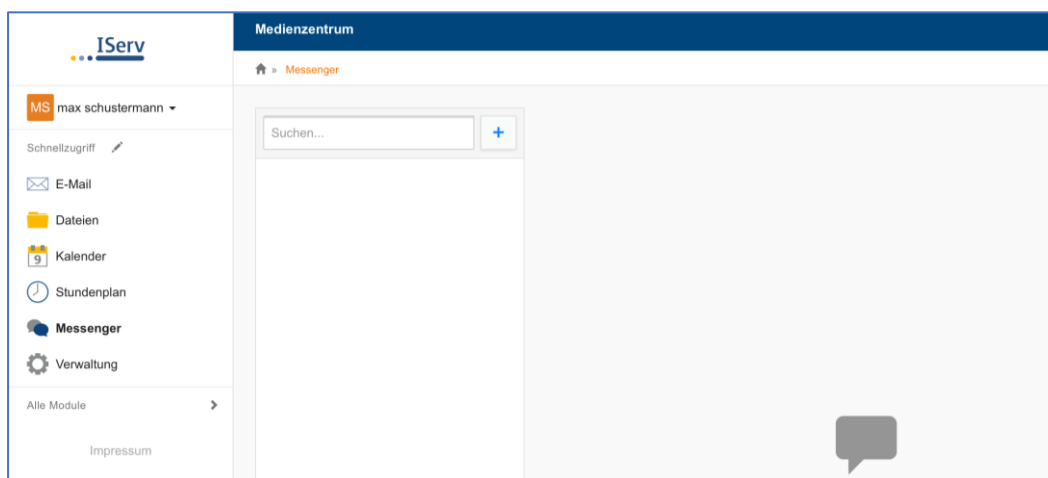 IServ
MS max schustermann
Schnellzugriff
E-Mail
Dateien
9 Kalender
Stundenplan
Messenger
Verwaltung
Alle Module
Impressum
Medienzentrum
» Messenger
Suchen... +